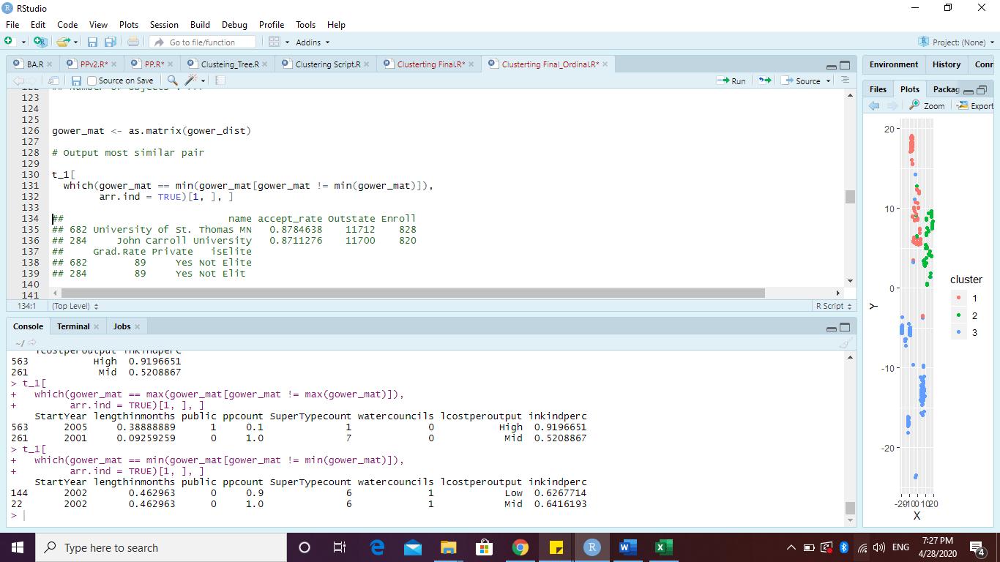 RStudio
File Edit Code View Plots Session Build Debug Profile Tools Help
Go to file/function Addins Project: (None)
BA.R PPv2.R* PP.R* Clusteing_Tree.R Clustering Script.R Clusterting Final.R* Clusterting Final_Ordinal.R*
Source on Save Run Source
122 ## Number of objects : 777
123
124
125
126 gower_mat <- as.matrix(gower_dist)
127
128 # Output most similar pair
129
130 t_1[
131 which(gower_mat == min(gower_mat[gower_mat != min(gower_mat)]),
132 arr.ind = TRUE)[1, ], ]
133
134 ## name accept_rate Outstate Enroll
135 ## 682 University of St. Thomas MN 0.8784638 11712 828
136 ## 284 John Carroll University 0.8711276 11700 820
137 ## Grad.Rate Private isElite
138 ## 682 89 Yes Not Elite
139 ## 284 89 Yes Not Elit
140
141
134:1 (Top Level) R Script
Console Terminal Jobs
~/
lcostperoutput inkindperc
563 High 0.9196651
261 Mid 0.5208867
> t_1[
+ which(gower_mat == max(gower_mat[gower_mat != max(gower_mat)]),
+ arr.ind = TRUE)[1, ], ]
StartYear lengthinmonths public ppcount SuperTypecount watercouncils lcostperoutput inkindperc
563 2005 0.38888889 1 0.1 1 0 High 0.9196651
261 2001 0.09259259 0 1.0 7 0 Mid 0.5208867
> t_1[
+ which(gower_mat == min(gower_mat[gower_mat != min(gower_mat)]),
+ arr.ind = TRUE)[1, ], ]
StartYear lengthinmonths public ppcount SuperTypecount watercouncils lcostperoutput inkindperc
144 2002 0.462963 0 0.9 6 1 Low 0.6267714
22 2002 0.462963 0 1.0 6 1 Mid 0.6416193
>
Environment History Conn
Files Plots Packag
Zoom Export
20
10
0
-10
-20
Y
-20 -10 0 10 20
X
cluster
1
2
3
Type here to search
ENG
7:27 PM
4/28/2020
4